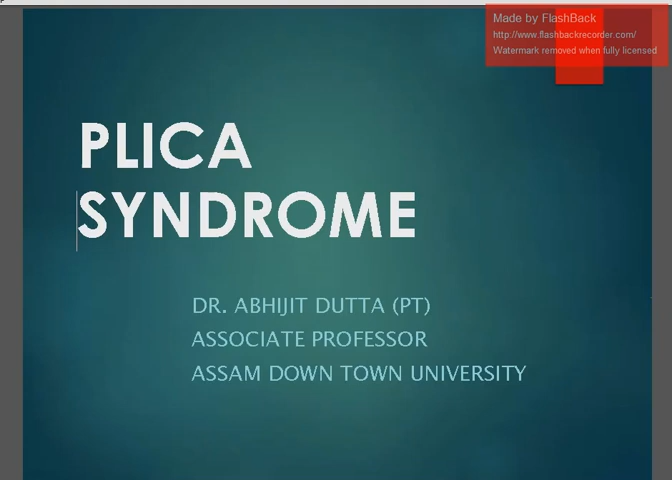 Made by FlashBack
http://www.flashbackrecorder.com/
Watermark removed when fully licensed
PLICA
SYNDROME
DR. ABHIJIT DUTTA (PT)
ASSOCIATE PROFESSOR
ASSAM DOWN TOWN UNIVERSITY